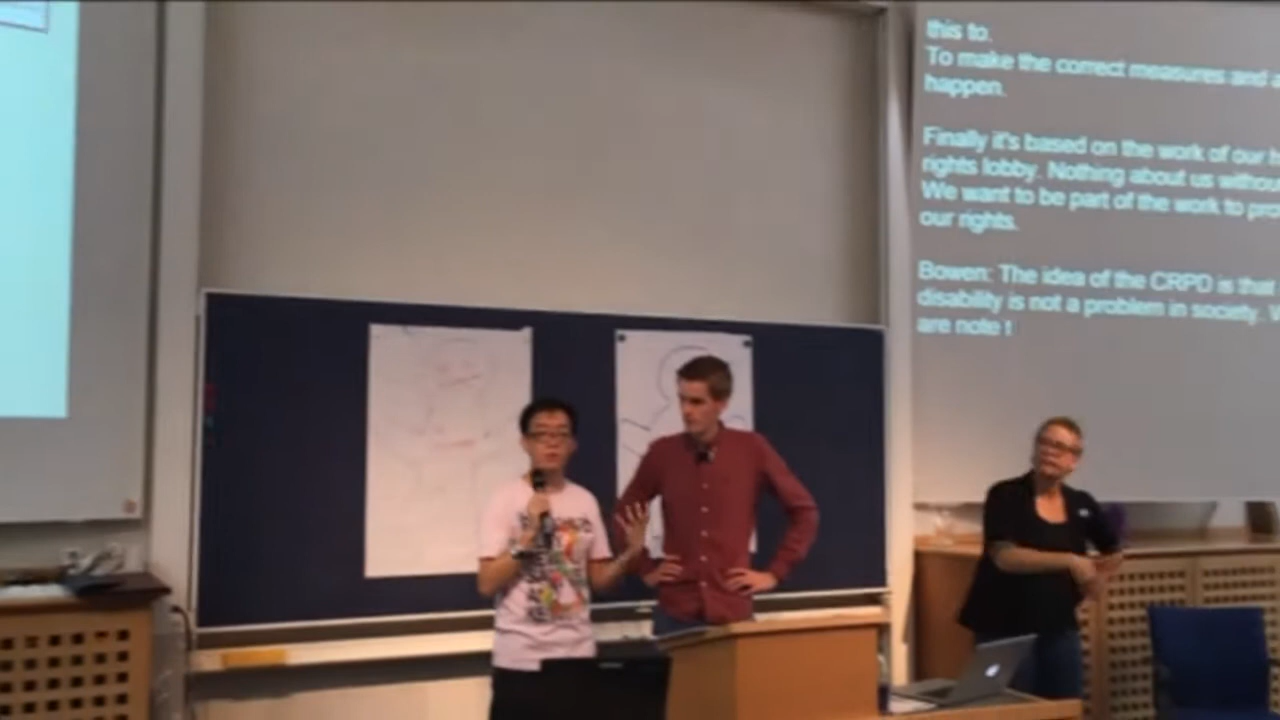 this to.
To make the correct measures and
happen.
Finally it's based on the work of our
rights lobby. Nothing about us
We want to be part of the work to
our rights.
Bowen: The idea of the CRPD is that
disability is not a problem in society.
are note t